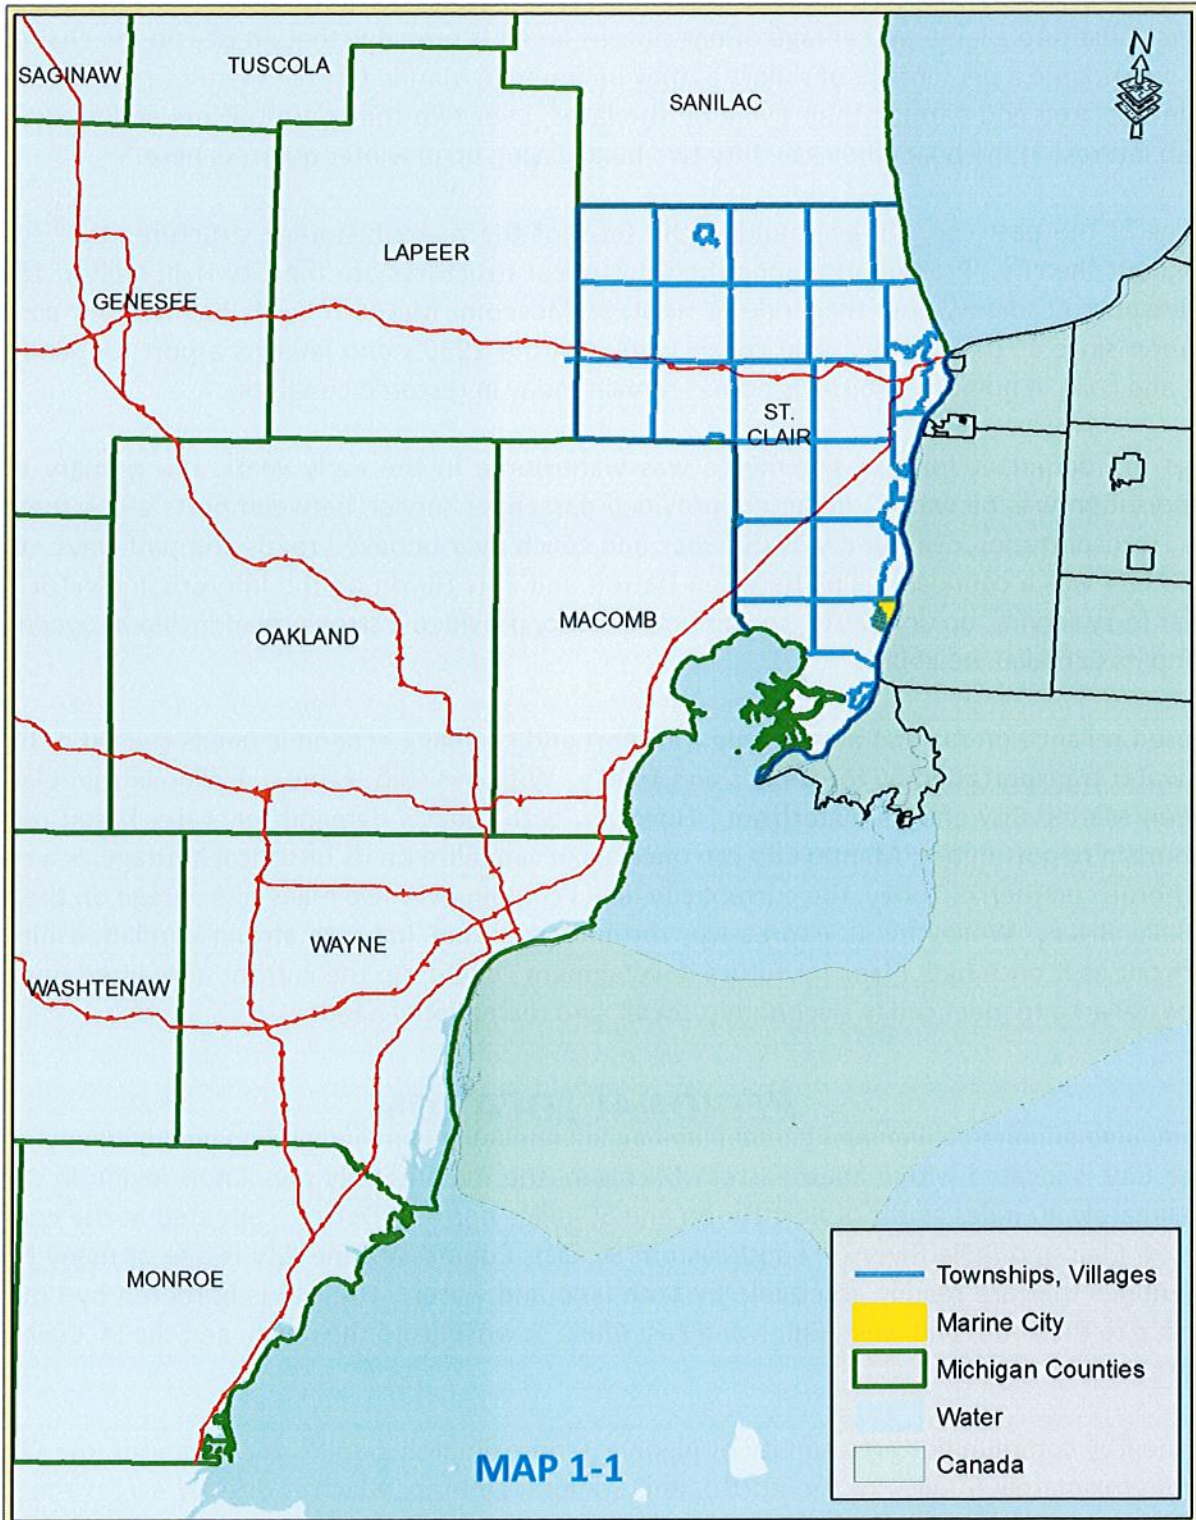 N
SAGINAW
TUSCOLA
SANILAC
LAPEER
GENESEE
ST.
CLAIR
OAKLAND
MACOMB
WAYNE
WASHTENAW
MONROE
Townships, Villages
Marine City
Michigan Counties
Water
Canada
MAP 1-1